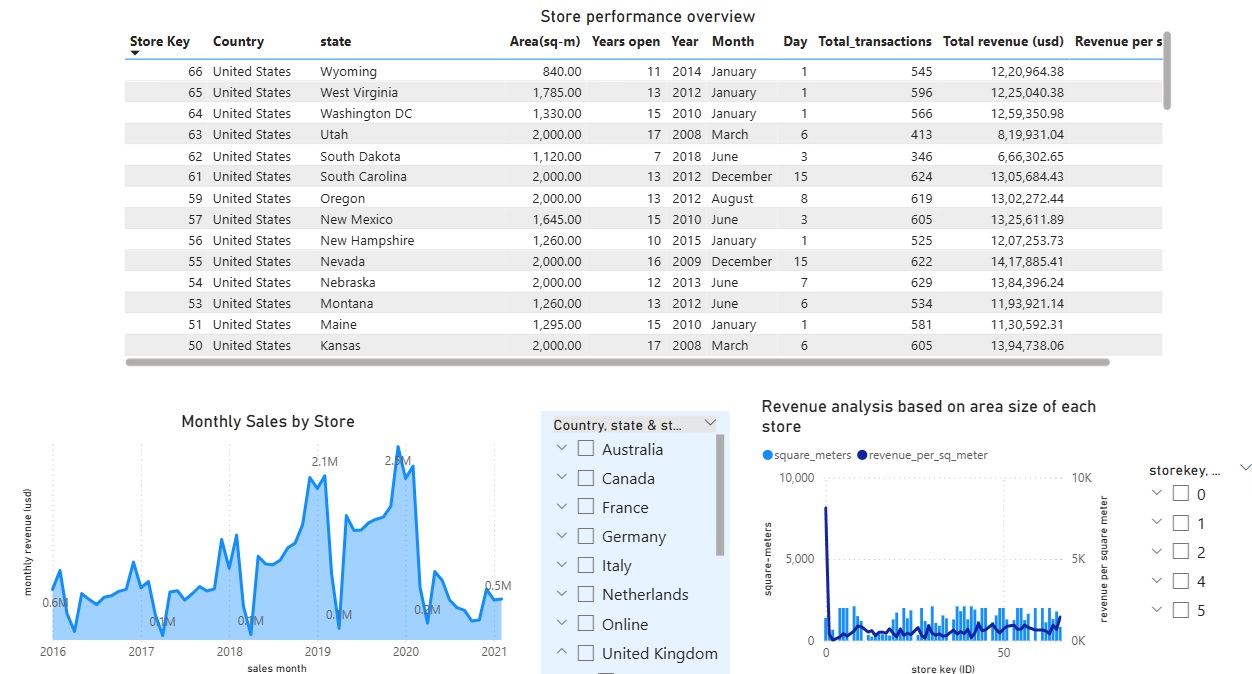 Store performance overview
Store Key Country state Area(sq-m) Years open Year Month Day Total_transactions Total revenue (usd) Revenue per s
66 United States Wyoming 840.00 11 2014 January 1 545 12,20,964.38
65 United States West Virginia 1,785.00 13 2012 January 1 596 12,25,040.38
64 United States Washington DC 1,330.00 15 2010 January 1 566 12,59,350.98
63 United States Utah 2,000.00 17 2008 March 6 413 8,19,931.04
62 United States South Dakota 1,120.00 7 2018 June 3 346 6,66,302.65
61 United States South Carolina 2,000.00 13 2012 December 15 624 13,05,684.43
59 United States Oregon 2,000.00 13 2012 August 8 619 13,02,272.44
57 United States New Mexico 1,645.00 15 2010 June 3 605 13,25,611.89
56 United States New Hampshire 1,260.00 10 2015 January 1 525 12,07,253.73
55 United States Nevada 2,000.00 16 2009 December 15 622 14,17,885.41
54 United States Nebraska 2,000.00 12 2013 June 7 629 13,84,396.24
53 United States Montana 1,260.00 13 2012 June 6 534 11,93,921.14
51 United States Maine 1,295.00 15 2010 January 1 581 11,30,592.31
50 United States Kansas 2,000.00 17 2008 March 6 605 13,94,738.06
Monthly Sales by Store
monthly revenue (usd)
2.1M
0.6M
0.1M
0.5M
2016 2017 2018 2019 2020 2021
sales month
Country, state & st...
Australia
Canada
France
Germany
Italy
Netherlands
Online
United Kingdom
Revenue analysis based on area size of each
store
square_meters revenue_per_sq_meter
square-meters
10,000
5,000
0
10K
5K
0K
revenue per square meter
0 50
store key (ID)
storekey, ...
0
1
2
4
5